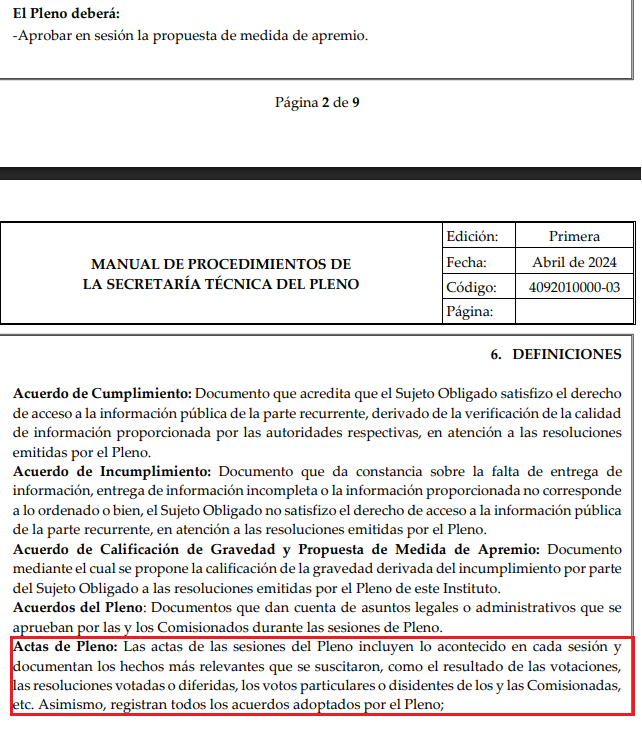 El Pleno deberá:
-Aprobar en sesión la propuesta de medida de apremio.
Página 2 de 9
MANUAL DE PROCEDIMIENTOS DE
LA SECRETARÍA TÉCNICA DEL PLENO
Edición: Primera
Fecha: Abril de 2024
Código: 4092010000-03
Página:
6. DEFINICIONES
Acuerdo de Cumplimiento: Documento que acredita que el Sujeto Obligado satisfizo el derecho
de acceso a la información pública de la parte recurrente, derivado de la verificación de la calidad
de información proporcionada por las autoridades respectivas, en atención a las resoluciones
emitidas por el Pleno.
Acuerdo de Incumplimiento: Documento que da constancia sobre la falta de entrega de
información, entrega de información incompleta o la información proporcionada no corresponde
a lo ordenado o bien, el Sujeto Obligado no satisfizo el derecho de acceso a la información pública
de la parte recurrente, en atención a las resoluciones emitidas por el Pleno.
Acuerdo de Calificación de Gravedad y Propuesta de Medida de Apremio: Documento
mediante el cual se propone la calificación de la gravedad derivada del incumplimiento por parte
del Sujeto Obligado a las resoluciones emitidas por el Pleno de este Instituto.
Acuerdos del Pleno: Documentos que dan cuenta de asuntos legales o administrativos que se
aprueban por las y los Comisionados durante las sesiones de Pleno.
Actas de Pleno: Las actas de las sesiones del Pleno incluyen lo acontecido en cada sesión y
documentan los hechos más relevantes que se suscitaron, como el resultado de las votaciones,
las resoluciones votadas o diferidas, los votos particulares o disidentes de los y las Comisionadas,
etc. Asimismo, registran todos los acuerdos adoptados por el Pleno;